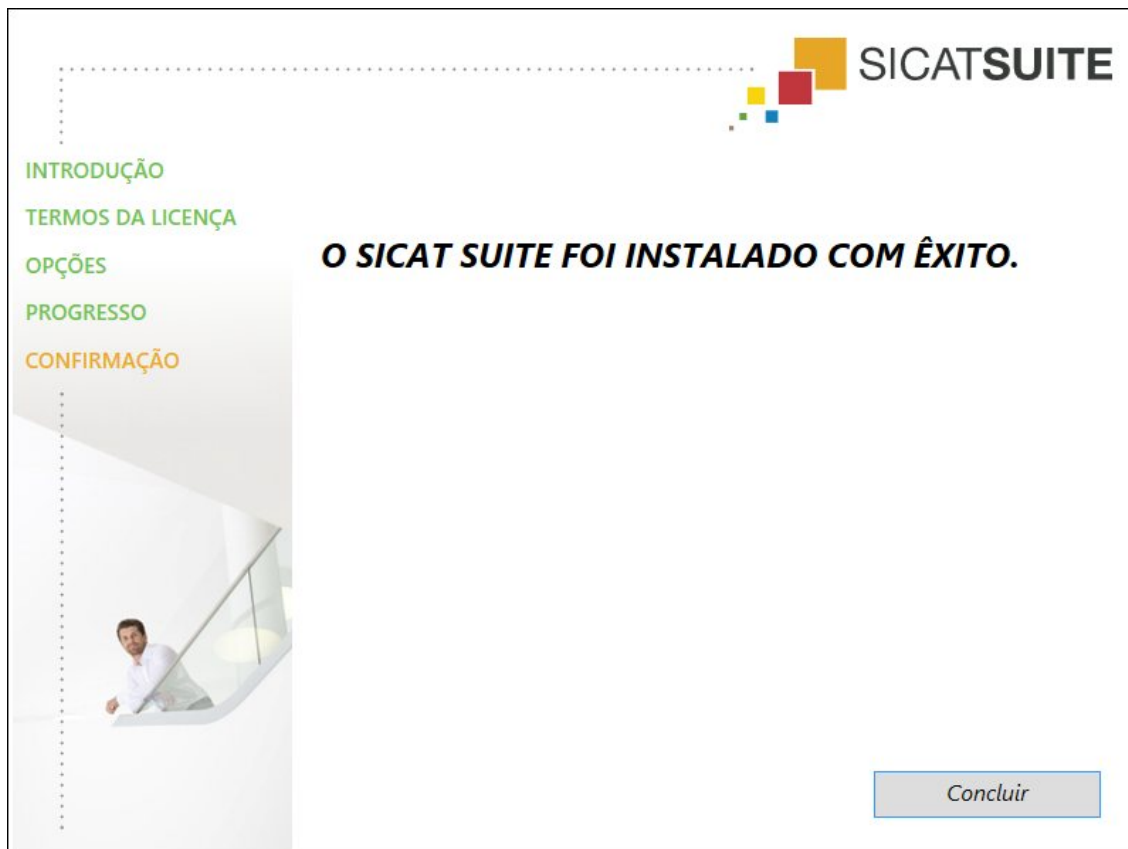 SICATSUITE
INTRODUÇÃO
TERMOS DA LICENÇA
OPÇÕES
PROGRESSO
CONFIRMAÇÃO
O SICAT SUITE FOI INSTALADO COM ÊXITO.
Concluir